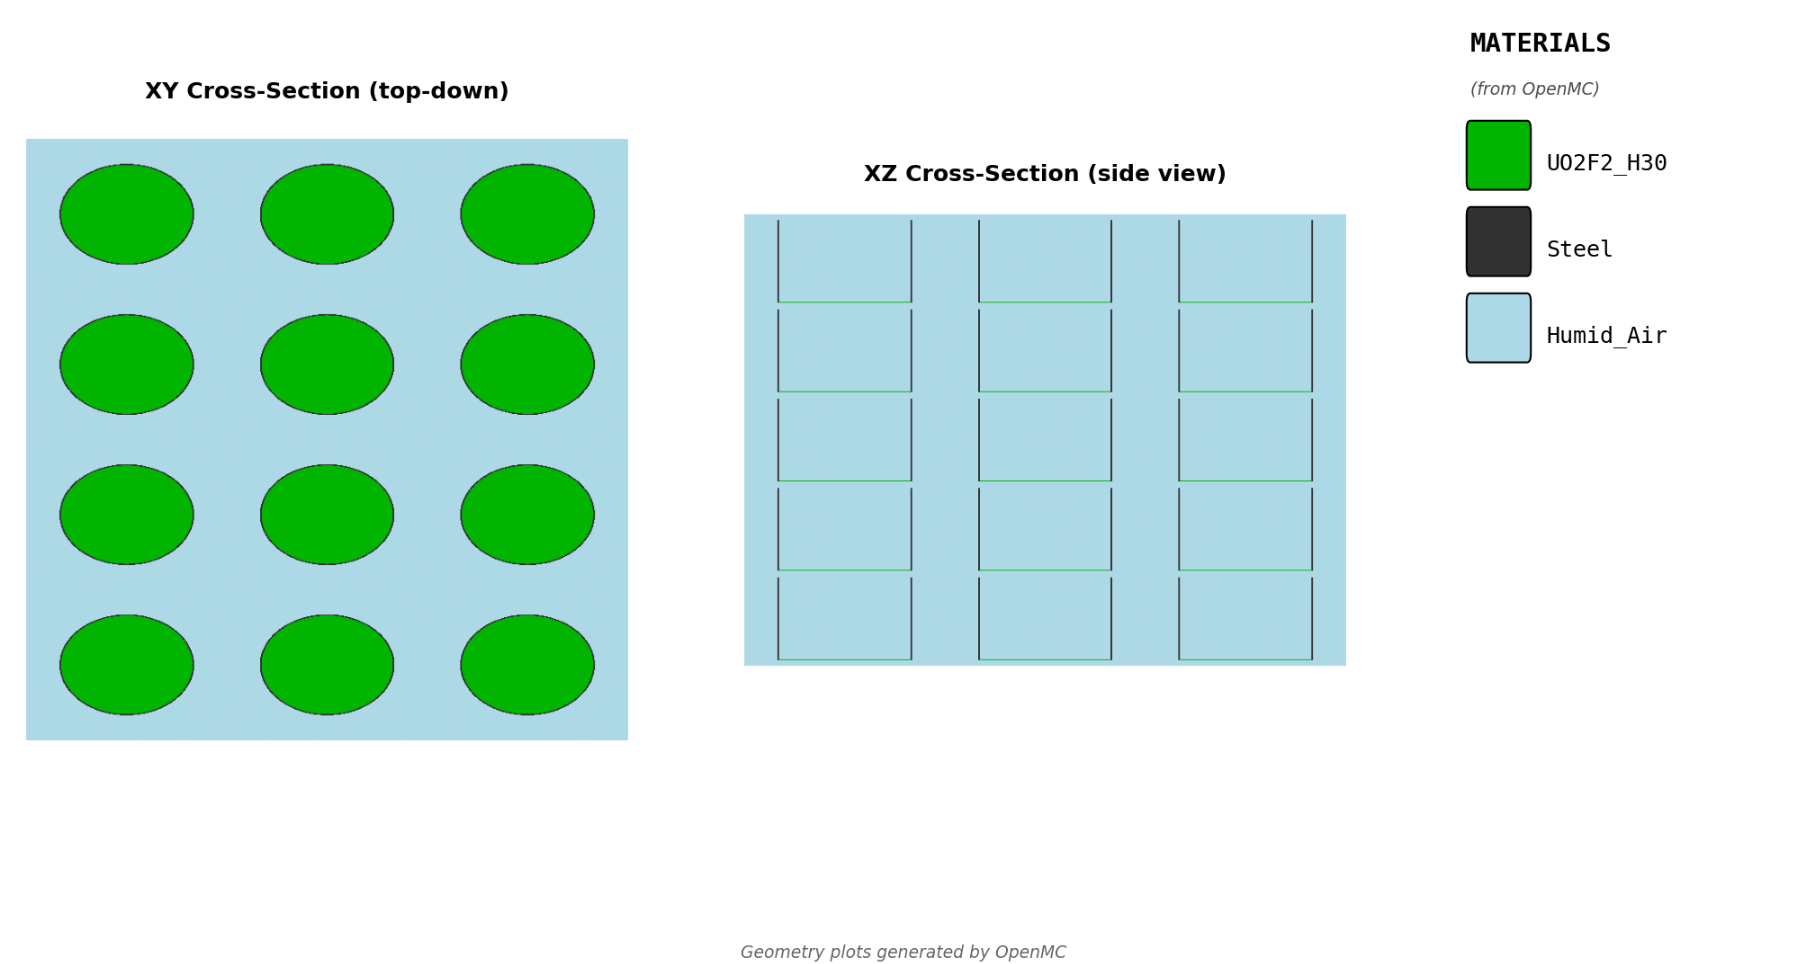 XY Cross-Section (top-down)
XZ Cross-Section (side view)
MATERIALS
(from OpenMC)
UO2F2_H30
Steel
Humid_Air
Geometry plots generated by OpenMC